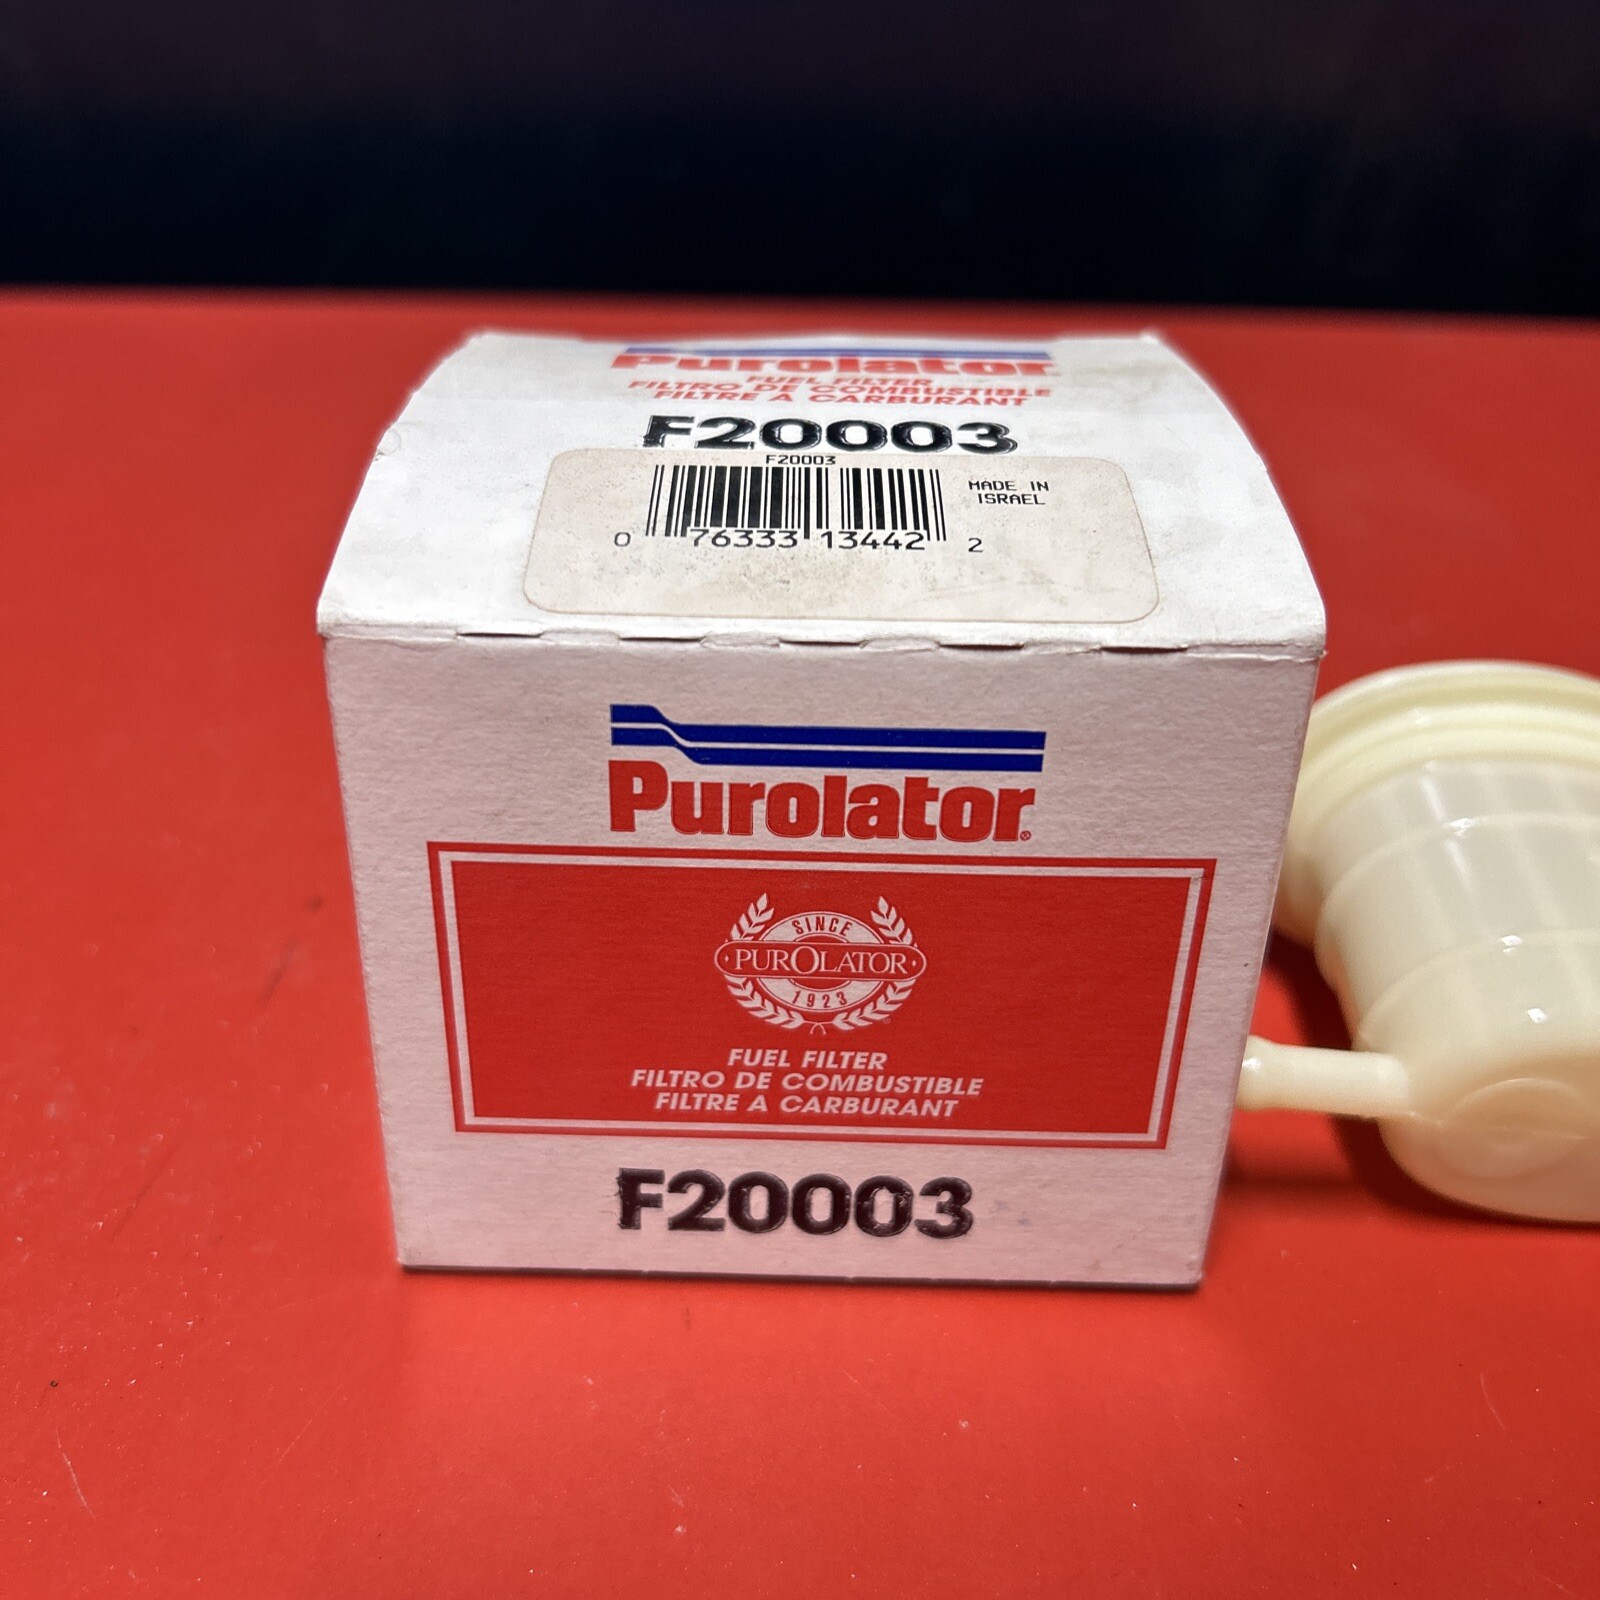 Purolator
FUEL FILTER
FILTRO DE COMBUSTIBLE
FILTRE A CARBURANT
F20003
F20003
MADE IN
ISRAEL
0 76333 13442 2
Purolator®
SINCE
PUROLATOR
1923
FUEL FILTER
FILTRO DE COMBUSTIBLE
FILTRE A CARBURANT
F20003